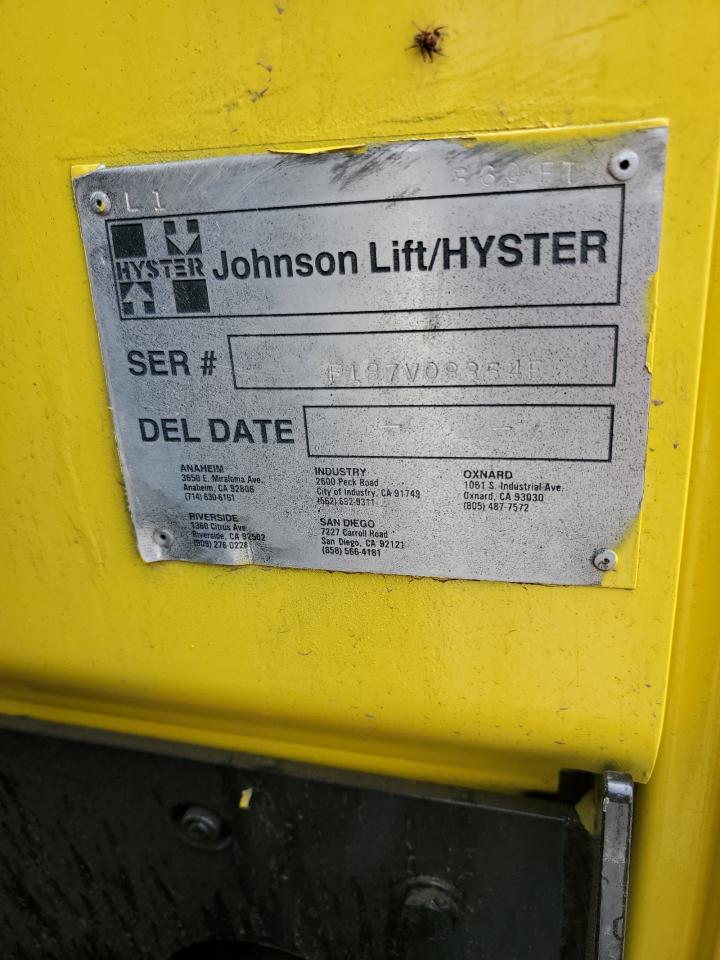 L1
HYSTER
Johnson Lift/HYSTER
SER #
DEL DATE
- -
ANAHEIM
3650 E. Miraloma Ave.
Anaheim, CA 92806
(714) 630-6161
INDUSTRY
2600 Peck Road
City of Industry, CA 91749
(562) 692-9311
OXNARD
1061 S. Industrial Ave
Oxnard, CA 93030
(805) 487-7572
RIVERSIDE
1360 Citrus Ave.
Riverside, CA 92502
(909) 276-0228
SAN DIEGO
7227 Carroll Road
San Diego, CA 92121
(858) 566-4181